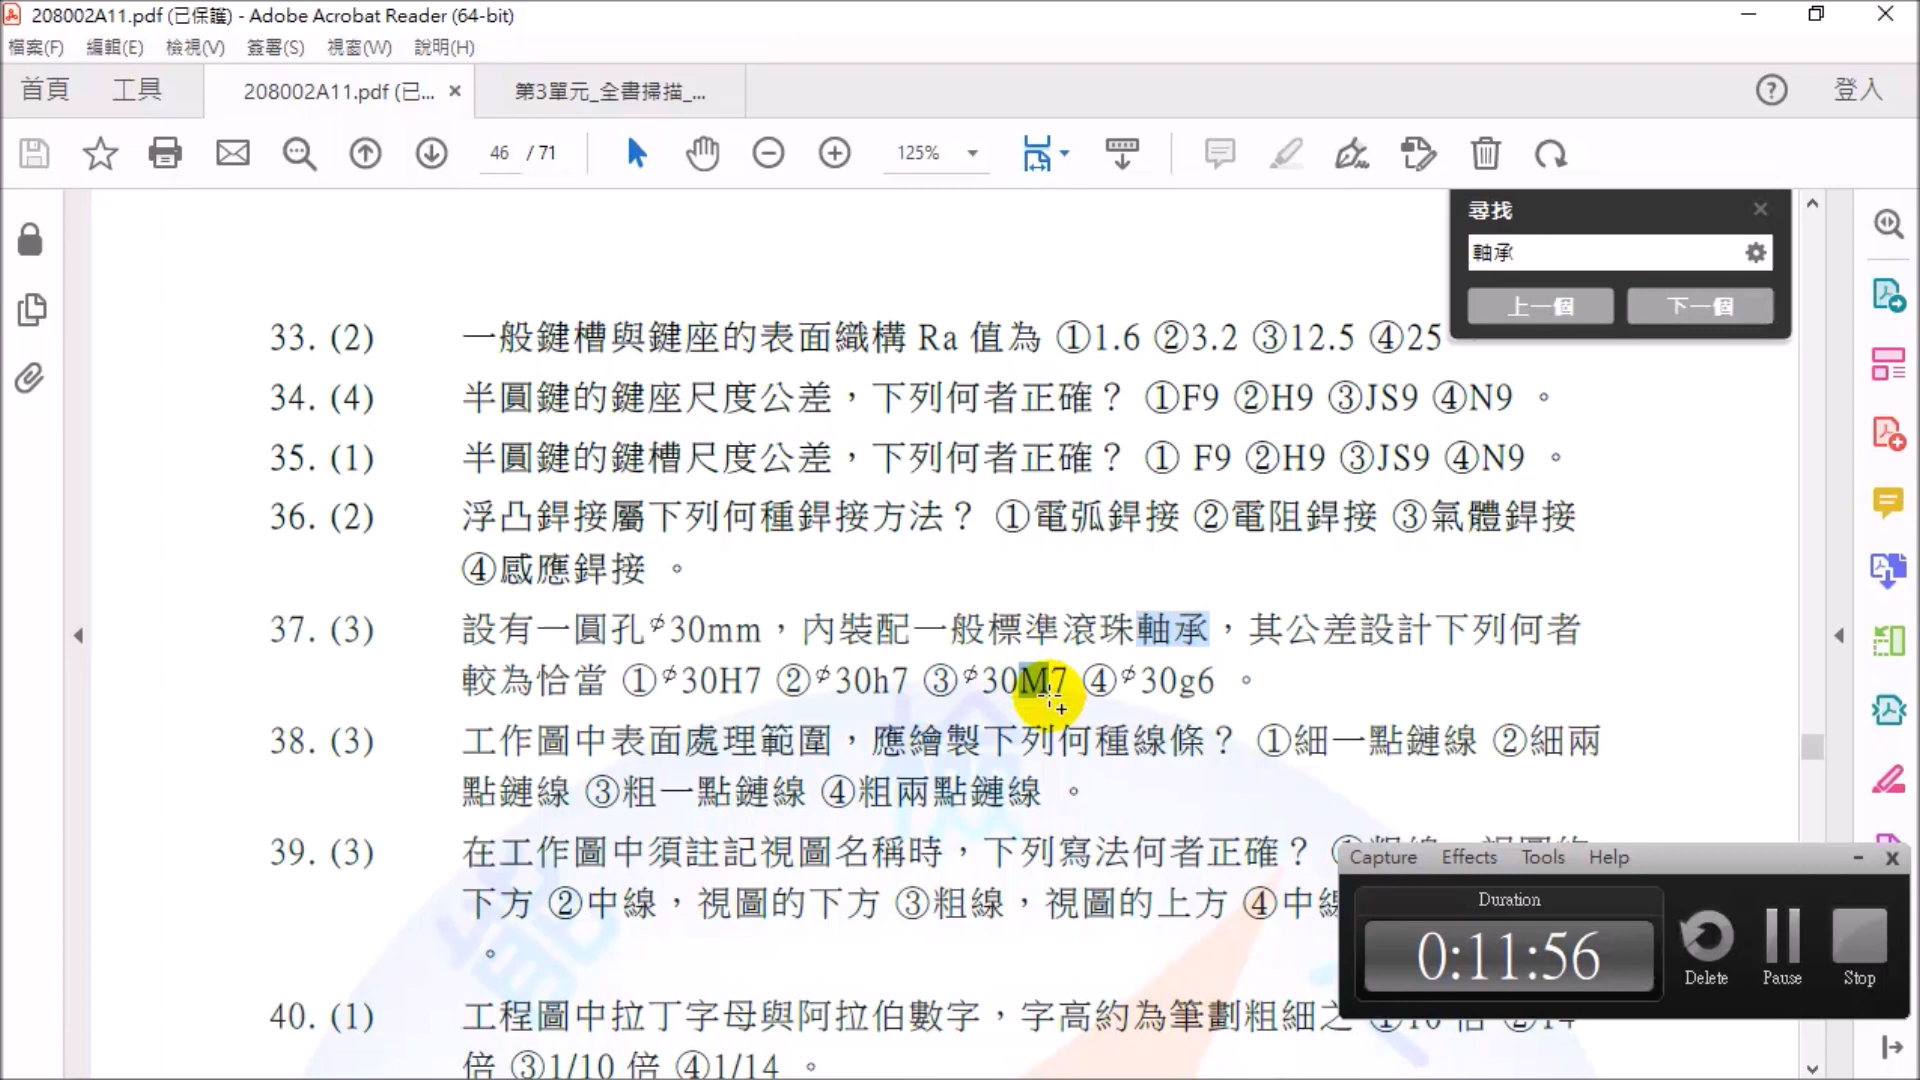 208002A11.pdf (已保護) - Adobe Acrobat Reader (64-bit)
檔案(F) 編輯(E) 檢視(V) 簽署(S) 視窗(W) 說明(H)
首頁 工具 208002A11.pdf (已... 第3單元_全書掃描_... 登入
46 / 71 125%
尋找
軸承
上一個 下一個
33. (2) 一般鍵槽與鍵座的表面織構 Ra 值為 ①1.6 ②3.2 ③12.5 ④25
34. (4) 半圓鍵的鍵座尺度公差，下列何者正確？ ①F9 ②H9 ③JS9 ④N9 。
35. (1) 半圓鍵的鍵槽尺度公差，下列何者正確？ ① F9 ②H9 ③JS9 ④N9 。
36. (2) 浮凸銲接屬下列何種銲接方法？ ①電弧銲接 ②電阻銲接 ③氣體銲接
④感應銲接 。
37. (3) 設有一圓孔∮30mm，內裝配一般標準滾珠軸承，其公差設計下列何者
較為恰當 ①∮30H7 ②∮30h7 ③∮30M7 ④∮30g6 。
38. (3) 工作圖中表面處理範圍，應繪製下列何種線條？ ①細一點鏈線 ②細兩
點鏈線 ③粗一點鏈線 ④粗兩點鏈線 。
39. (3) 在工作圖中須註記視圖名稱時，下列寫法何者正確？
下方 ②中線，視圖的下方 ③粗線，視圖的上方 ④中線
。
40. (1) 工程圖中拉丁字母與阿拉伯數字，字高約為筆劃粗細之 ①10 倍 ②14
倍 ③1/10 倍 ④1/14 。
Capture Effects Tools Help
Duration
0:11:56
Delete Pause Stop